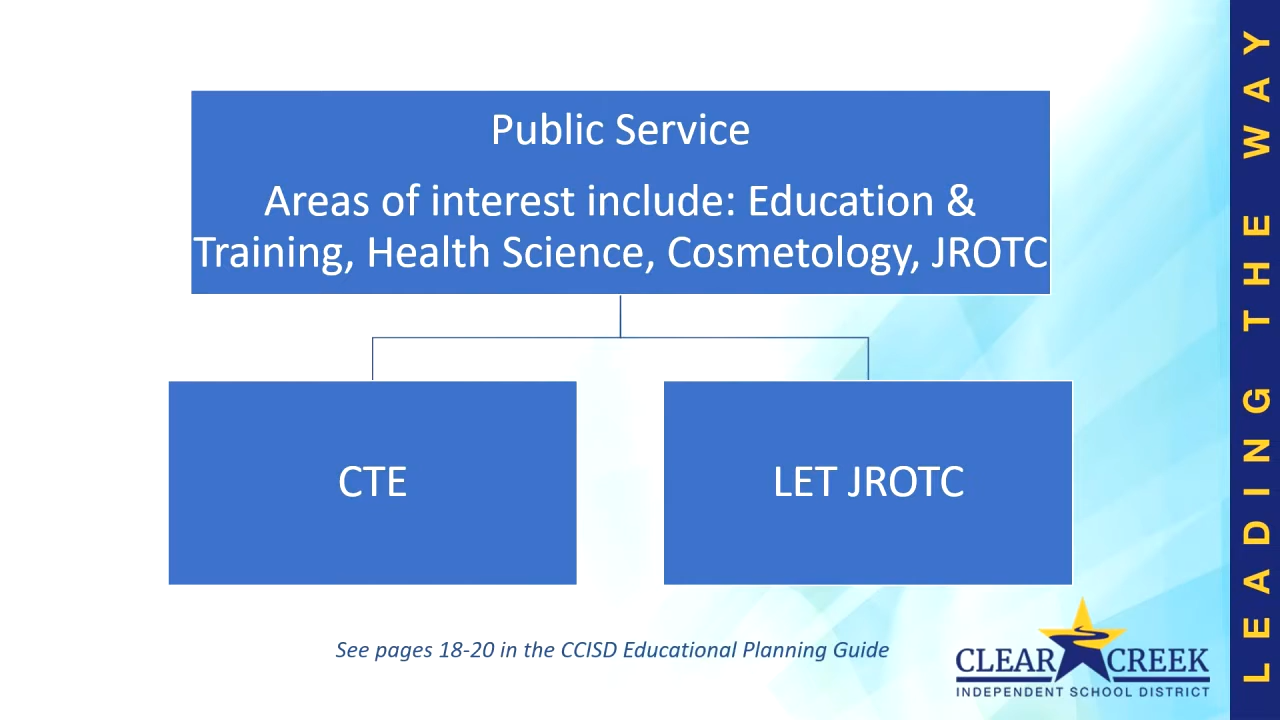 Public Service
Areas of interest include: Education &
Training, Health Science, Cosmetology, JROTC
CTE
LET JROTC
See pages 18-20 in the CCISD Educational Planning Guide
CLEAR CREEK
INDEPENDENT SCHOOL DISTRICT
LEADING THE WAY